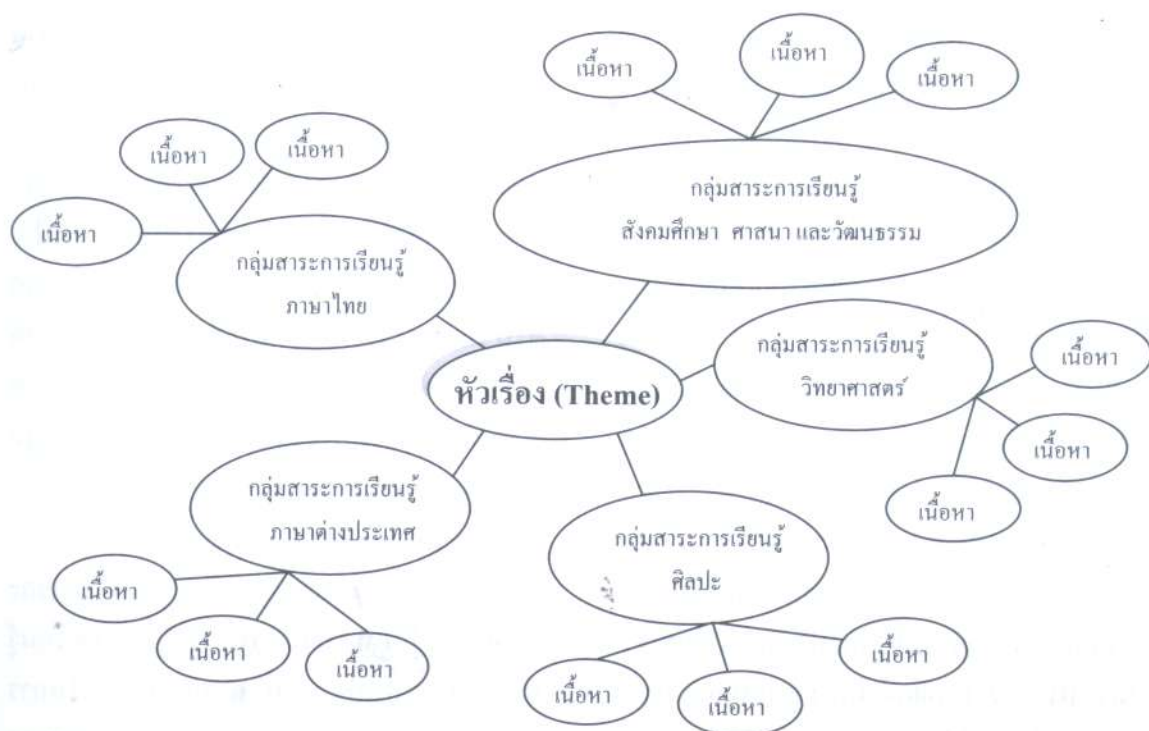 เนื้อหา
เนื้อหา
เนื้อหา
กลุ่มสาระการเรียนรู้
สังคมศึกษา ศาสนา และวัฒนธรรม
เนื้อหา
เนื้อหา
เนื้อหา
กลุ่มสาระการเรียนรู้
ภาษาไทย
หัวเรื่อง (Theme)
กลุ่มสาระการเรียนรู้
วิทยาศาสตร์
เนื้อหา
เนื้อหา
เนื้อหา
กลุ่มสาระการเรียนรู้
ภาษาต่างประเทศ
เนื้อหา
เนื้อหา
เนื้อหา
กลุ่มสาระการเรียนรู้
ศิลปะ
เนื้อหา
เนื้อหา
เนื้อหา